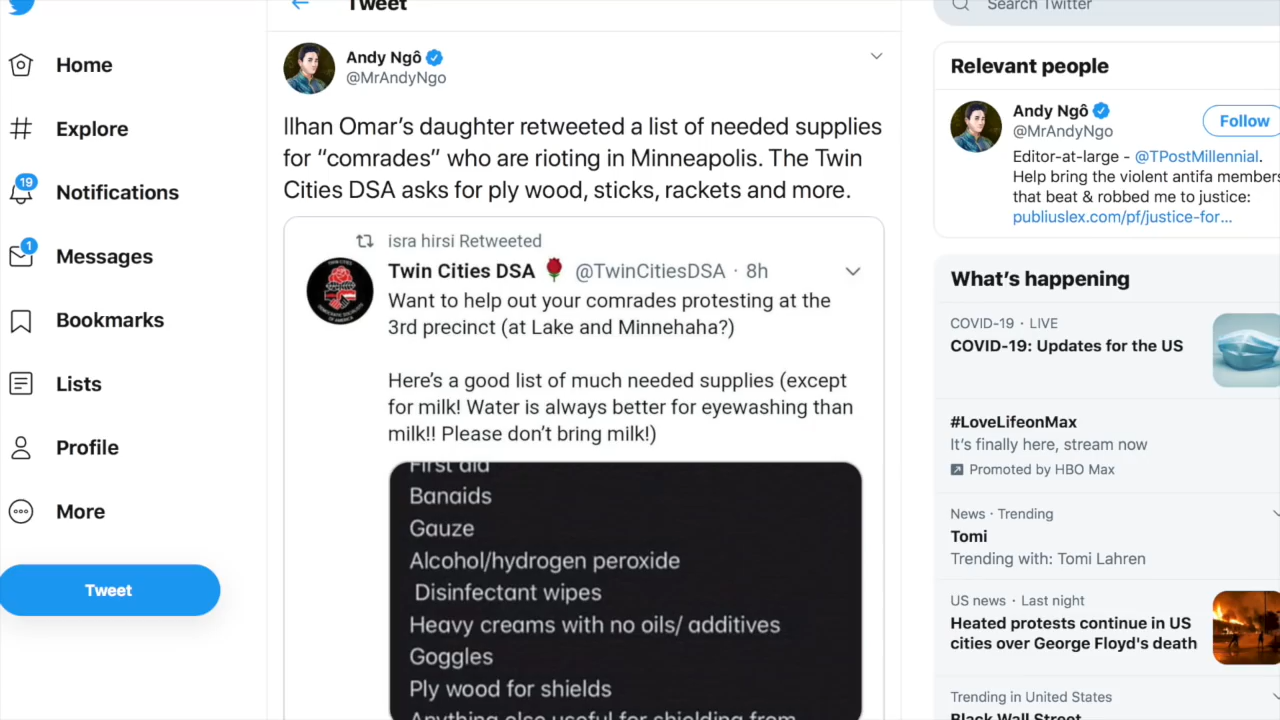 Tweet
Search Twitter
Home
Explore
19
Notifications
1
Messages
Bookmarks
Lists
Profile
More
Tweet
Andy Ngô
@MrAndyNgo
Ilhan Omar’s daughter retweeted a list of needed supplies
for “comrades” who are rioting in Minneapolis. The Twin
Cities DSA asks for ply wood, sticks, rackets and more.
isra hirsi Retweeted
Twin Cities DSA 🌹 @TwinCitiesDSA · 8h
Want to help out your comrades protesting at the
3rd precinct (at Lake and Minnehaha?)
Here’s a good list of much needed supplies (except
for milk! Water is always better for eyewashing than
milk!! Please don’t bring milk!)
First aid
Banaids
Gauze
Alcohol/hydrogen peroxide
Disinfectant wipes
Heavy creams with no oils/ additives
Goggles
Ply wood for shields
Anything else useful for shielding from
Relevant people
Andy Ngô
@MrAndyNgo
Follow
Editor-at-large - @TPostMillennial.
Help bring the violent antifa members
that beat & robbed me to justice:
publiuslex.com/pf/justice-for…
What’s happening
COVID-19 · LIVE
COVID-19: Updates for the US
#LoveLifeonMax
It’s finally here, stream now
Promoted by HBO Max
News · Trending
Tomi
Trending with: Tomi Lahren
US news · Last night
Heated protests continue in US
cities over George Floyd's death
Trending in United States
Black Wall Street